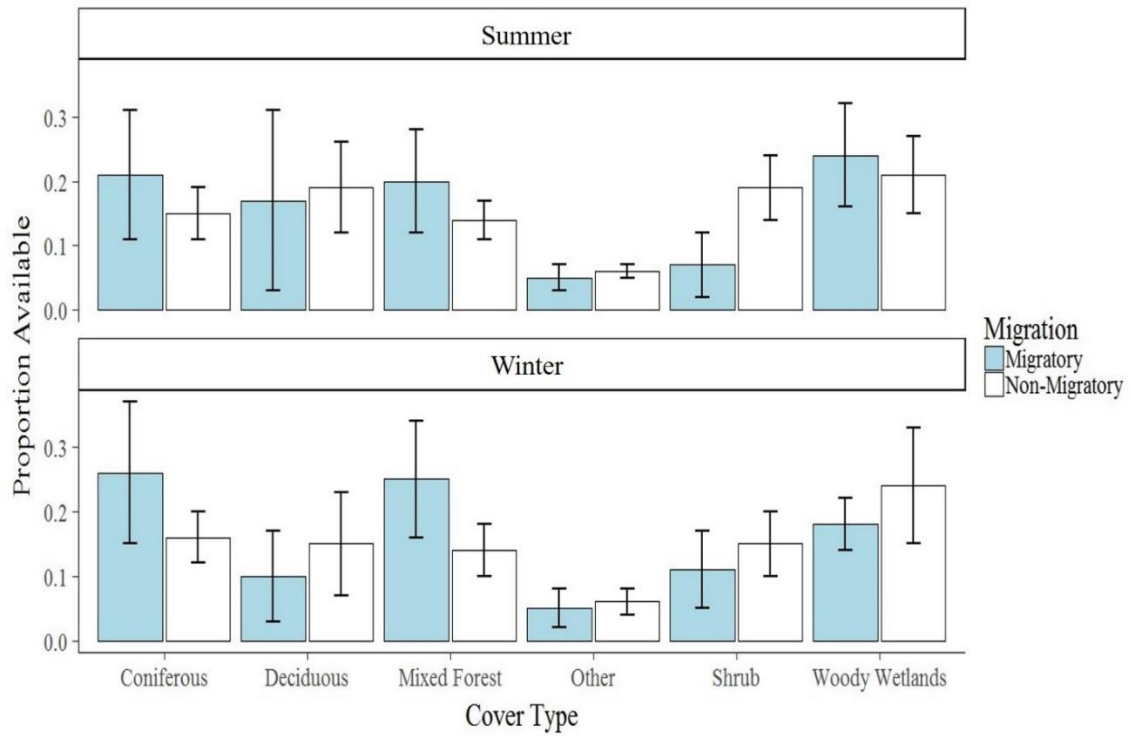 Summer
0.3
0.2
0.1
0.0
Winter
0.3
0.2
0.1
0.0
Proportion Available
Coniferous Deciduous Mixed Forest Other Shrub Woody Wetlands
Cover Type
Migration
Migratory
Non-Migratory